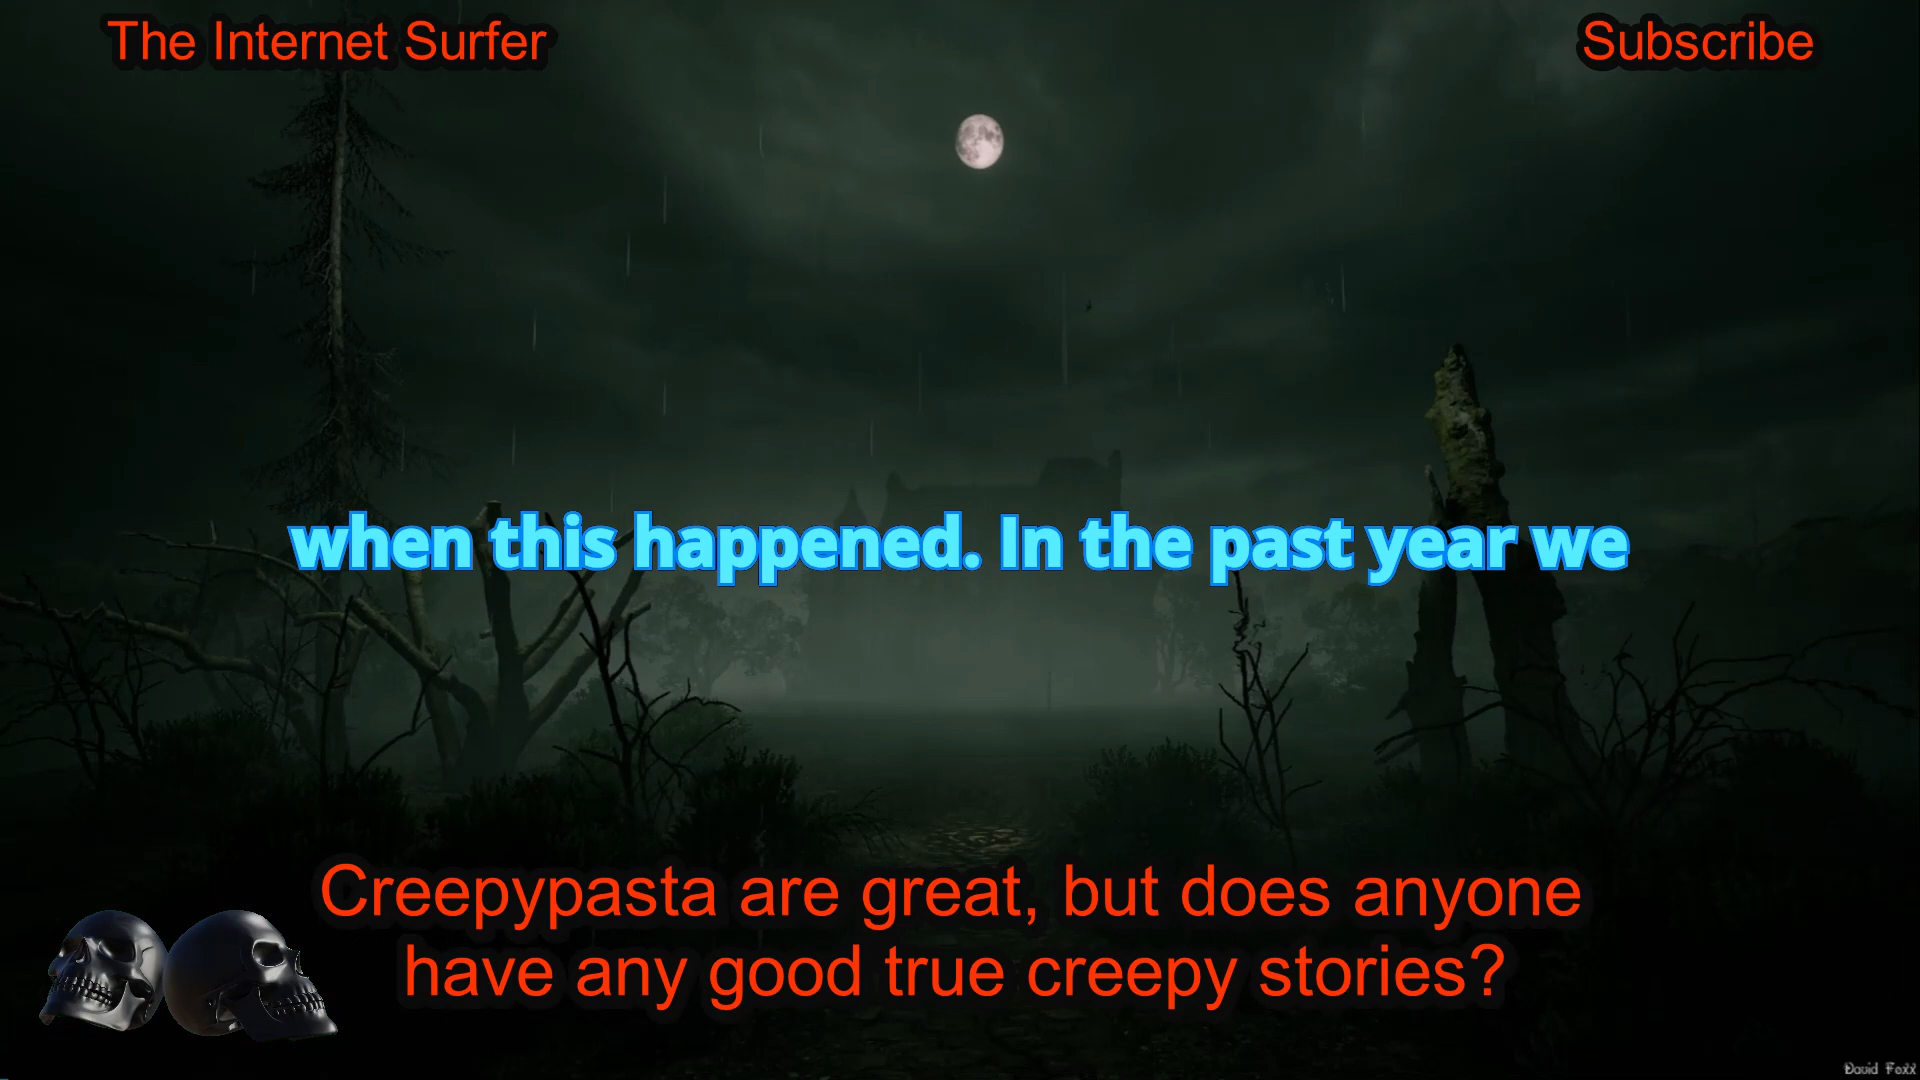 The Internet Surfer
Subscribe
when this happened. In the past year we
Creepypasta are great, but does anyone
have any good true creepy stories?
David Foxx